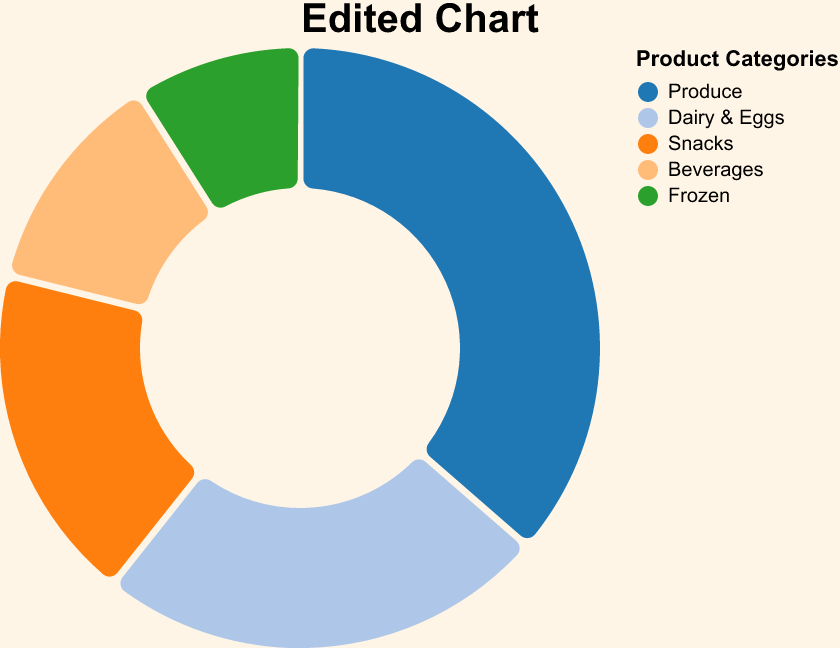 Edited Chart
Product Categories
Produce
Dairy & Eggs
Snacks
Beverages
Frozen